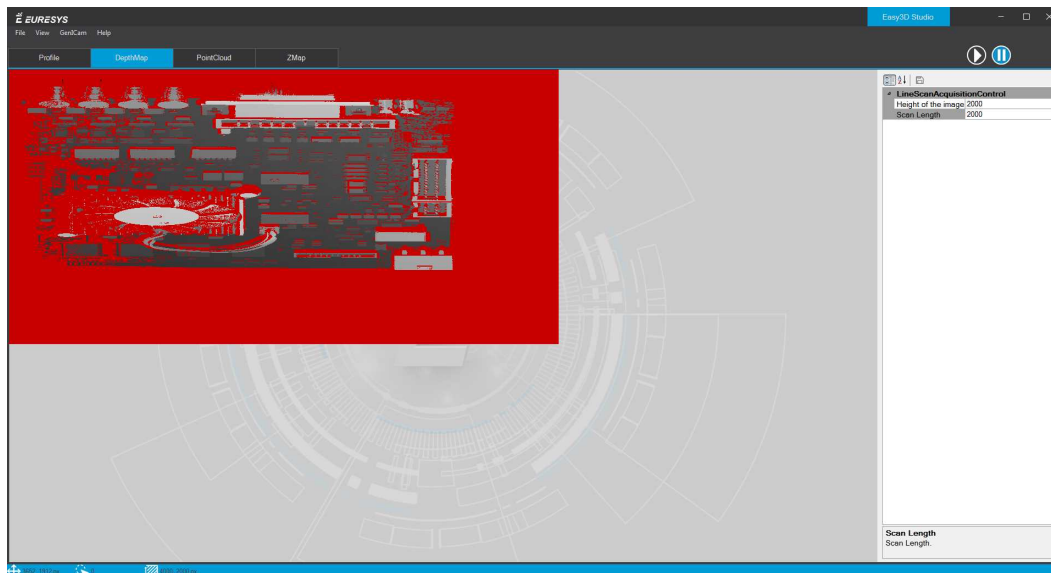 EURESYS
Easy3D Studio
File View GenICam Help
Profile DepthMap PointCloud ZMap
LineScanAcquisitionControl
Height of the image 2000
Scan Length 2000
Scan Length
Scan Length.
0